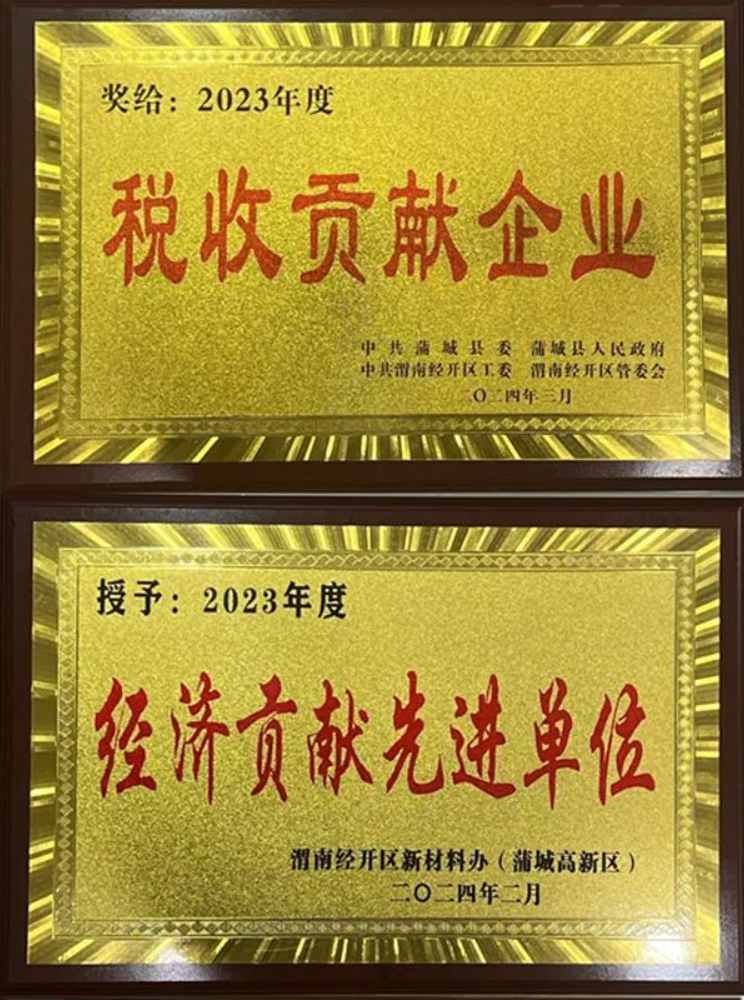 奖给：2023年度
税收贡献企业
中共蒲城县委 蒲城县人民政府
中共渭南经开区工委 渭南经开区管委会
二〇二四年二月
授予：2023年度
经济贡献先进单位
渭南经开区新材料办（蒲城高新区）
二〇二四年二月